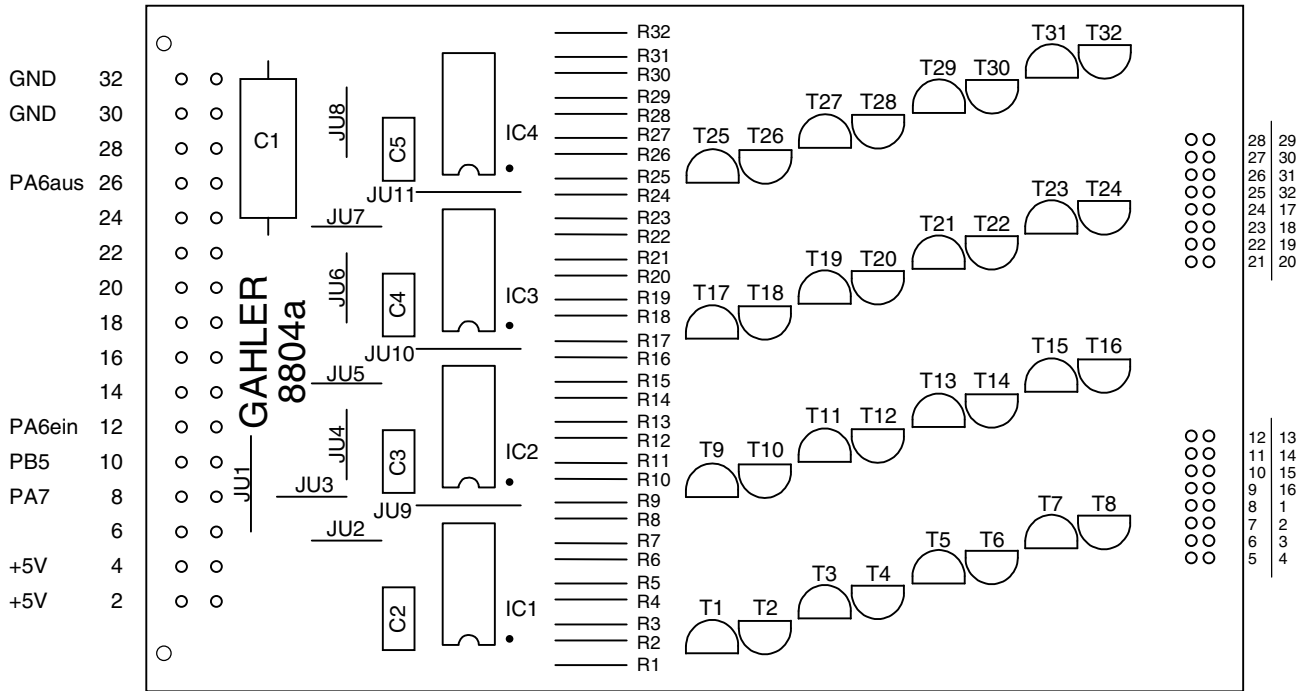 GND 32
GND 30
28
PA6aus 26
24
22
20
18
16
14
PA6ein 12
PB5 10
PA7 8
6
+5V 4
+5V 2
C1
JU8
C5
IC4
JU11
JU7
JU6
C4
IC3
JU10
JU5
GAHLER
8804a
JU4
C3
IC2
JU1
JU3
JU9
JU2
C2
IC1
R32
R31
R30
R29
R28
R27
R26
R25
R24
R23
R22
R21
R20
R19
R18
R17
R16
R15
R14
R13
R12
R11
R10
R9
R8
R7
R6
R5
R4
R3
R2
R1
T31 T32
T29 T30
T27 T28
T25 T26
T23 T24
T21 T22
T19 T20
T17 T18
T15 T16
T13 T14
T11 T12
T9 T10
T7 T8
T5 T6
T3 T4
T1 T2
28 29
27 30
26 31
25 32
24 17
23 18
22 19
21 20
12 13
11 14
10 15
9 16
8 1
7 2
6 3
5 4